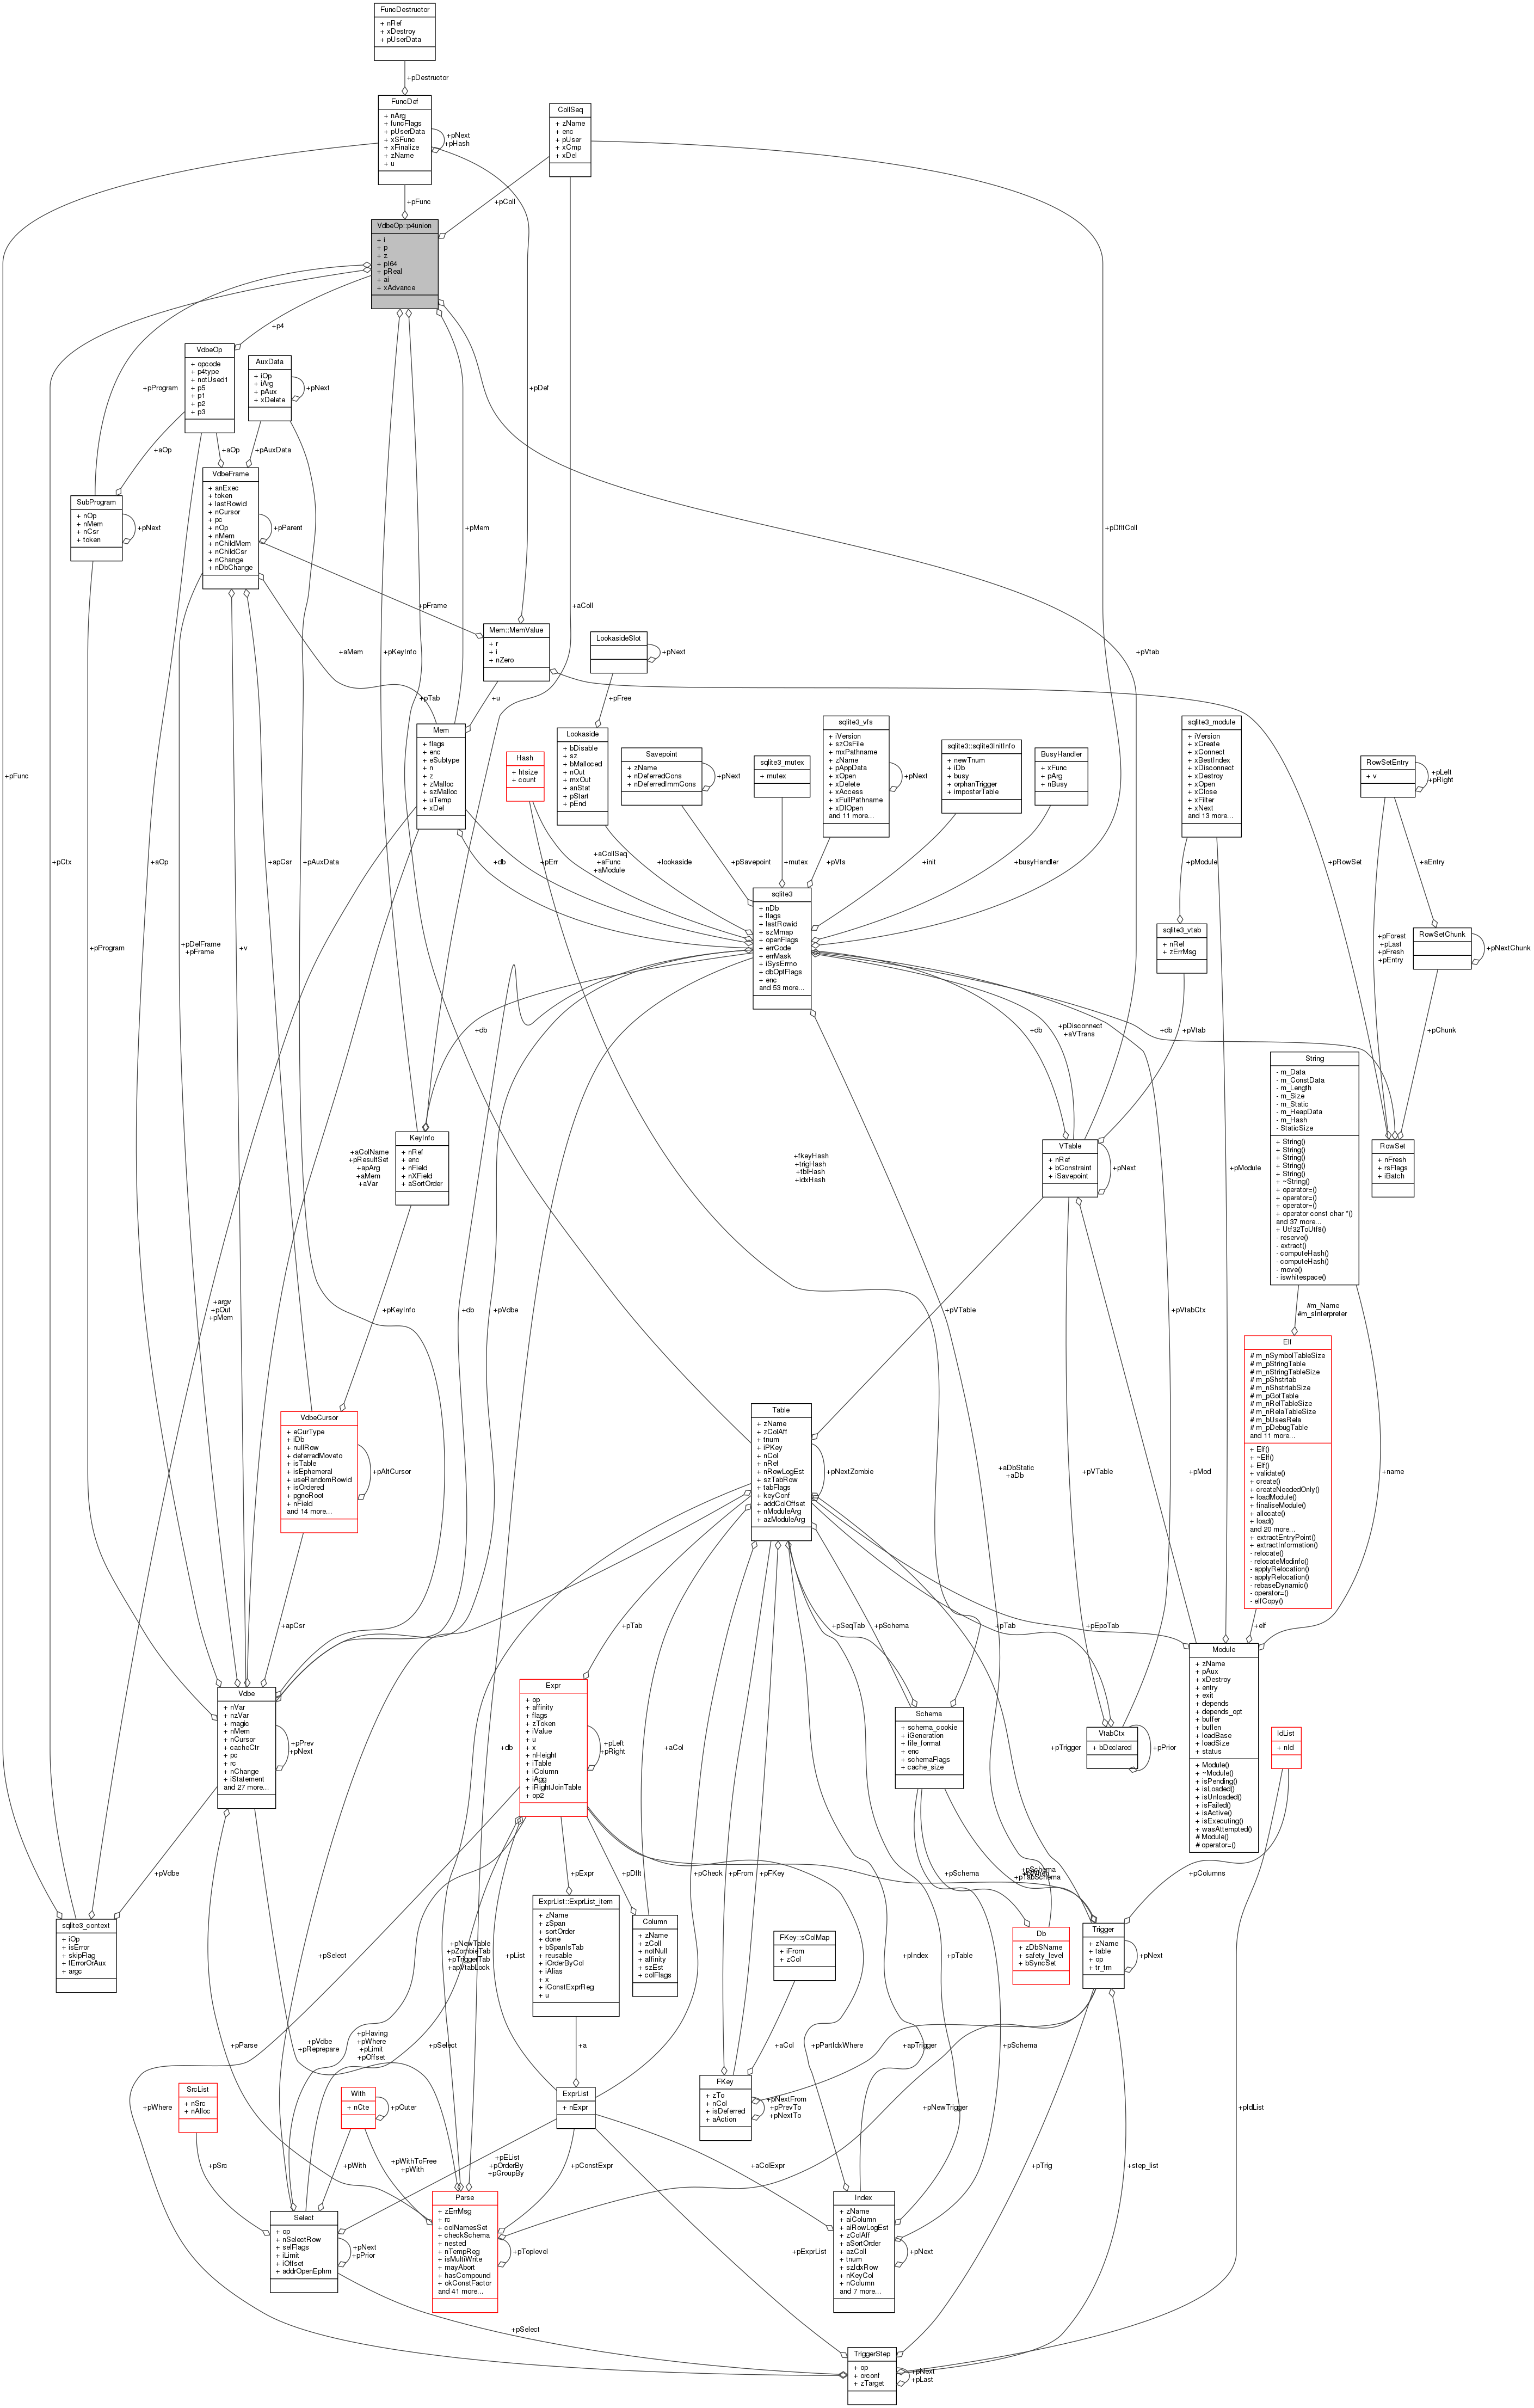 FuncDestructor
+ nRef
+ xDestroy
+ pUserData
+pDestructor
FuncDef
+ nArg
+ funcFlags
+ pUserData
+ xSFunc
+ xFinalize
+ zName
+ u
+pNext
+pHash
CollSeq
+ zName
+ enc
+ pUser
+ xCmp
+ xDel
+pFunc
+pColl
VdbeOp::p4union
+ i
+ p
+ z
+ pI64
+ pReal
+ ai
+ xAdvance
+p4
+pProgram
+pDef
VdbeOp
+ opcode
+ p4type
+ notUsed1
+ p5
+ p1
+ p2
+ p3
AuxData
+ iOp
+ iArg
+ pAux
+ xDelete
+pNext
+aOp
+aOp
+pAuxData
VdbeFrame
+ anExec
+ token
+ lastRowid
+ nCursor
+ pc
+ nOp
+ nMem
+ nChildMem
+ nChildCsr
+ nChange
+ nDbChange
+pParent
SubProgram
+ nOp
+ nMem
+ nCsr
+ token
+pNext
+pMem
+pDfltColl
+pFrame
+aColl
Mem::MemValue
+ r
+ i
+ nZero
LookasideSlot
+pNext
+pKeyInfo
+aMem
+pVtab
+pTab
+u
+pFree
Mem
+ flags
+ enc
+ eSubtype
+ n
+ z
+ zMalloc
+ szMalloc
+ uTemp
+ xDel
Hash
+ htsize
+ count
Lookaside
+ bDisable
+ sz
+ bMalloced
+ nOut
+ mxOut
+ anStat
+ pStart
+ pEnd
Savepoint
+ zName
+ nDeferredCons
+ nDeferredImmCons
+pNext
sqlite3_mutex
+ mutex
sqlite3_vfs
+ iVersion
+ szOsFile
+ mxPathname
+ zName
+ pAppData
+ xOpen
+ xDelete
+ xAccess
+ xFullPathname
+ xDlOpen
and 11 more...
+pNext
sqlite3::sqlite3InitInfo
+ newTnum
+ iDb
+ busy
+ orphanTrigger
+ imposterTable
BusyHandler
+ xFunc
+ pArg
+ nBusy
sqlite3_module
+ iVersion
+ xCreate
+ xConnect
+ xBestIndex
+ xDisconnect
+ xDestroy
+ xOpen
+ xClose
+ xFilter
+ xNext
and 13 more...
RowSetEntry
+ v
+pLeft
+pRight
+pFunc
+pCtx
+aOp
+apCsr
+pAuxData
+db
+pErr
+aCollSeq
+aFunc
+aModule
+lookaside
+pSavepoint
+mutex
+pVfs
+init
+busyHandler
+pModule
+pRowSet
+aEntry
sqlite3
+ nDb
+ flags
+ lastRowid
+ szMmap
+ openFlags
+ errCode
+ errMask
+ iSysErrno
+ dbOptFlags
+ enc
and 53 more...
sqlite3_vtab
+ nRef
+ zErrMsg
RowSetChunk
+pNextChunk
+pForest
+pLast
+pFresh
+pEntry
+pProgram
+pDelFrame
+pFrame
+v
+db
+db
+pDisconnect
+aVTrans
+db
+pVtab
+pChunk
String
- m_Data
- m_ConstData
- m_Length
- m_Size
- m_Static
- m_HeapData
- m_Hash
- StaticSize
+ String()
+ String()
+ String()
+ String()
+ String()
+ ~String()
+ operator=()
+ operator=()
+ operator=()
+ operator const char *()
and 37 more...
+ Utf32ToUtf8()
- reserve()
- extract()
- computeHash()
- computeHash()
- move()
- iswhitespace()
KeyInfo
+ nRef
+ enc
+ nField
+ nXField
+ aSortOrder
VTable
+ nRef
+ bConstraint
+ iSavepoint
+pNext
RowSet
+ nFresh
+ rsFlags
+ iBatch
+aColName
+pResultSet
+apArg
+aMem
+aVar
+fkeyHash
+trigHash
+tblHash
+idxHash
+pModule
+argv
+pOut
+pMem
+pKeyInfo
+db
+pVdbe
+pVTable
+pVtabCtx
#m_Name
#m_sInterpreter
Elf
# m_nSymbolTableSize
# m_pStringTable
# m_nStringTableSize
# m_pShstrtab
# m_nShstrtabSize
# m_pGotTable
# m_nRelTableSize
# m_nRelaTableSize
# m_bUsesRela
# m_pDebugTable
and 11 more...
+ Elf()
+ ~Elf()
+ Elf()
+ validate()
+ create()
+ createNeededOnly()
+ loadModule()
+ finaliseModule()
+ allocate()
+ load()
and 20 more...
+ extractEntryPoint()
+ extractInformation()
- relocate()
- relocateModinfo()
- applyRelocation()
- applyRelocation()
- rebaseDynamic()
- operator=()
- elfCopy()
VdbeCursor
+ eCurType
+ iDb
+ nullRow
+ deferredMoveto
+ isTable
+ isEphemeral
+ useRandomRowid
+ isOrdered
+ pgnoRoot
+ nField
and 14 more...
+pAltCursor
Table
+ zName
+ zColAff
+ tnum
+ iPKey
+ nCol
+ nRef
+ nRowLogEst
+ szTabRow
+ tabFlags
+ keyConf
+ addColOffset
+ nModuleArg
+ azModuleArg
+pNextZombie
+aDbStatic
+aDb
+pVTable
+pMod
+name
+apCsr
+pTab
+pSeqTab
+pSchema
+pTab
+pEpoTab
+elf
Vdbe
+ nVar
+ nzVar
+ magic
+ nMem
+ nCursor
+ cacheCtr
+ pc
+ rc
+ nChange
+ iStatement
and 27 more...
+pPrev
+pNext
Expr
+ op
+ affinity
+ flags
+ zToken
+ iValue
+ u
+ x
+ nHeight
+ iTable
+ iColumn
+ iAgg
+ iRightJoinTable
+ op2
+pLeft
+pRight
Schema
+ schema_cookie
+ iGeneration
+ file_format
+ enc
+ schemaFlags
+ cache_size
VtabCtx
+ bDeclared
+pPrior
Module
+ zName
+ pAux
+ xDestroy
+ entry
+ exit
+ depends
+ depends_opt
+ buffer
+ buflen
+ loadBase
+ loadSize
+ status
+ Module()
+ ~Module()
+ isPending()
+ isLoaded()
+ isUnloaded()
+ isFailed()
+ isActive()
+ isExecuting()
+ wasAttempted()
# Module()
# operator=()
IdList
+ nId
+db
+aCol
+pTrigger
+pVdbe
+pExpr
+pDflt
+pCheck
+pFrom
+pFKey
+pSchema
+pTabSchema
+pColumns
sqlite3_context
+ iOp
+ isError
+ skipFlag
+ fErrorOrAux
+ argc
+pSelect
+pNewTable
+pZombieTab
+pTriggerTab
+apVtabLock
+pList
ExprList::ExprList_item
+ zName
+ zSpan
+ sortOrder
+ done
+ bSpanIsTab
+ reusable
+ iOrderByCol
+ iAlias
+ x
+ iConstExprReg
+ u
Column
+ zName
+ zColl
+ notNull
+ affinity
+ szEst
+ colFlags
FKey::sColMap
+ iFrom
+ zCol
+pIndex
+pTable
Db
+ zDbSName
+ safety_level
+ bSyncSet
Trigger
+ zName
+ table
+ op
+ tr_tm
+pNext
+pParse
+pVdbe
+pReprepare
+pHaving
+pWhere
+pLimit
+pOffset
+pSelect
+a
+aCol
+pPartIdxWhere
+apTrigger
+pSchema
SrcList
+ nSrc
+ nAlloc
With
+ nCte
+pOuter
ExprList
+ nExpr
FKey
+ zTo
+ nCol
+ isDeferred
+ aAction
+pNextFrom
+pPrevTo
+pNextTo
+pWhere
+pNewTrigger
+pIdList
+pSrc
+pWith
+pWithToFree
+pWith
+pEList
+pOrderBy
+pGroupBy
+pConstExpr
+aColExpr
+pTrig
+step_list
Select
+ op
+ nSelectRow
+ selFlags
+ iLimit
+ iOffset
+ addrOpenEphm
+pNext
+pPrior
Parse
+ zErrMsg
+ rc
+ colNamesSet
+ checkSchema
+ nested
+ nTempReg
+ isMultiWrite
+ mayAbort
+ hasCompound
+ okConstFactor
and 41 more...
+pToplevel
Index
+ zName
+ aiColumn
+ aiRowLogEst
+ zColAff
+ aSortOrder
+ azColl
+ tnum
+ szIdxRow
+ nKeyCol
+ nColumn
and 7 more...
+pNext
+pExprList
+pSelect
TriggerStep
+ op
+ orconf
+ zTarget
+pNext
+pLast